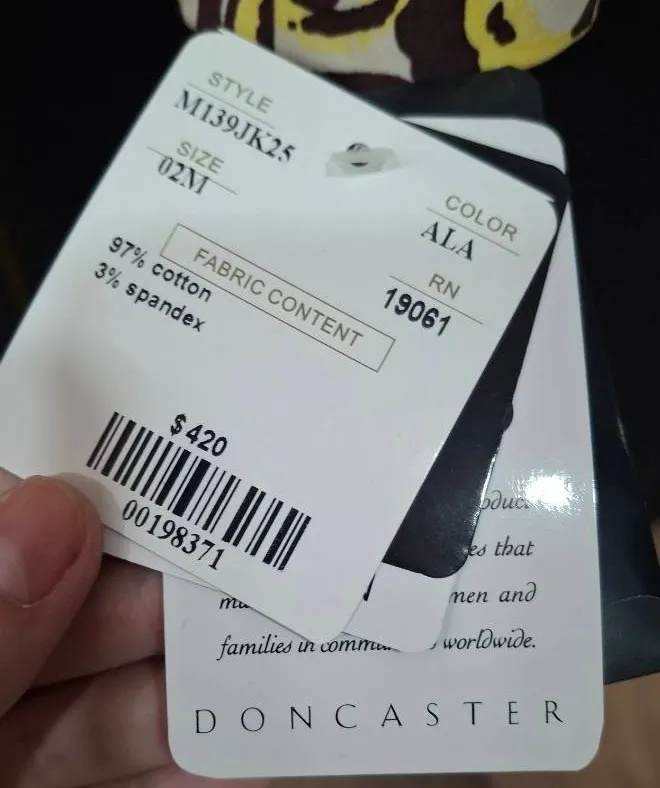 STYLE
M139JK25
SIZE
02M
COLOR
ALA
RN
19061
FABRIC CONTENT
97% cotton
3% spandex
$420
00198371
that
men and
families in worldwide.
DONCASTER